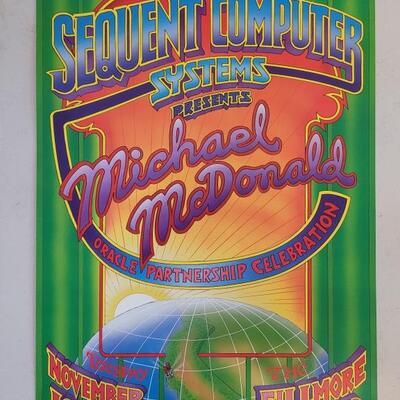 SEQUENT COMPUTER
SYSTEMS
PRESENTS
Michael
McDonald
ORACLE PARTNERSHIP CELEBRATION
THE
NOVEMBER
FILLMORE